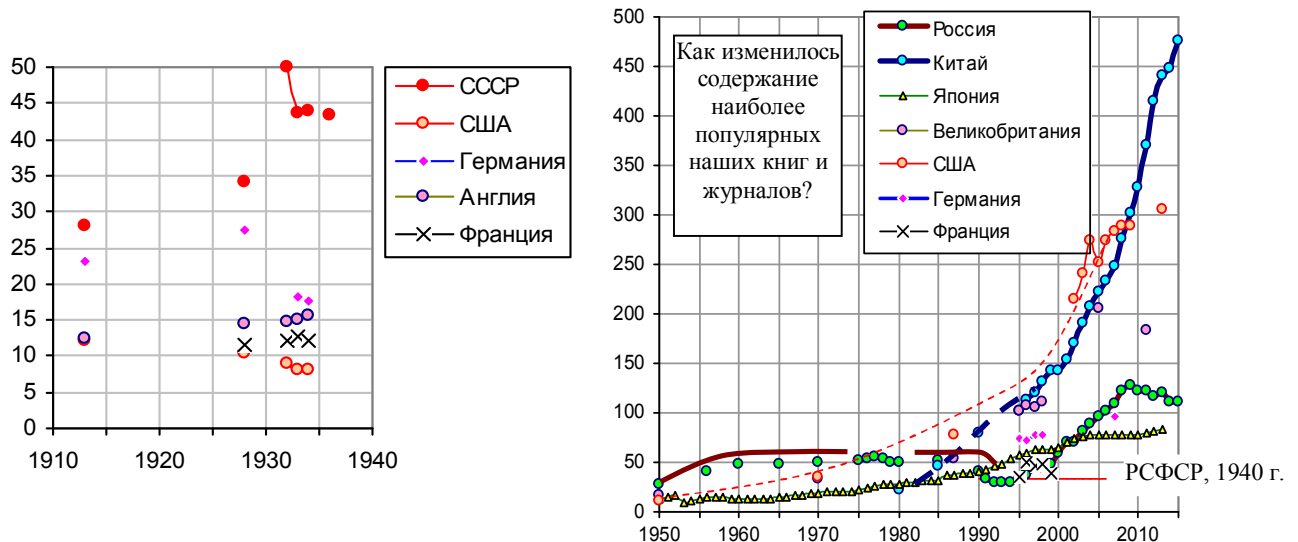 50
45
40
35
30
25
20
15
10
5
0
1910 1920 1930 1940
СССР
США
Германия
Англия
Франция
500
450
400
350
300
250
200
150
100
50
0
1950 1960 1970 1980 1990 2000 2010
Как изменилось
содержание
наиболее
популярных
наших книг и
журналов?
Россия
Китай
Япония
Великобритания
США
Германия
Франция
РСФСР, 1940 г.